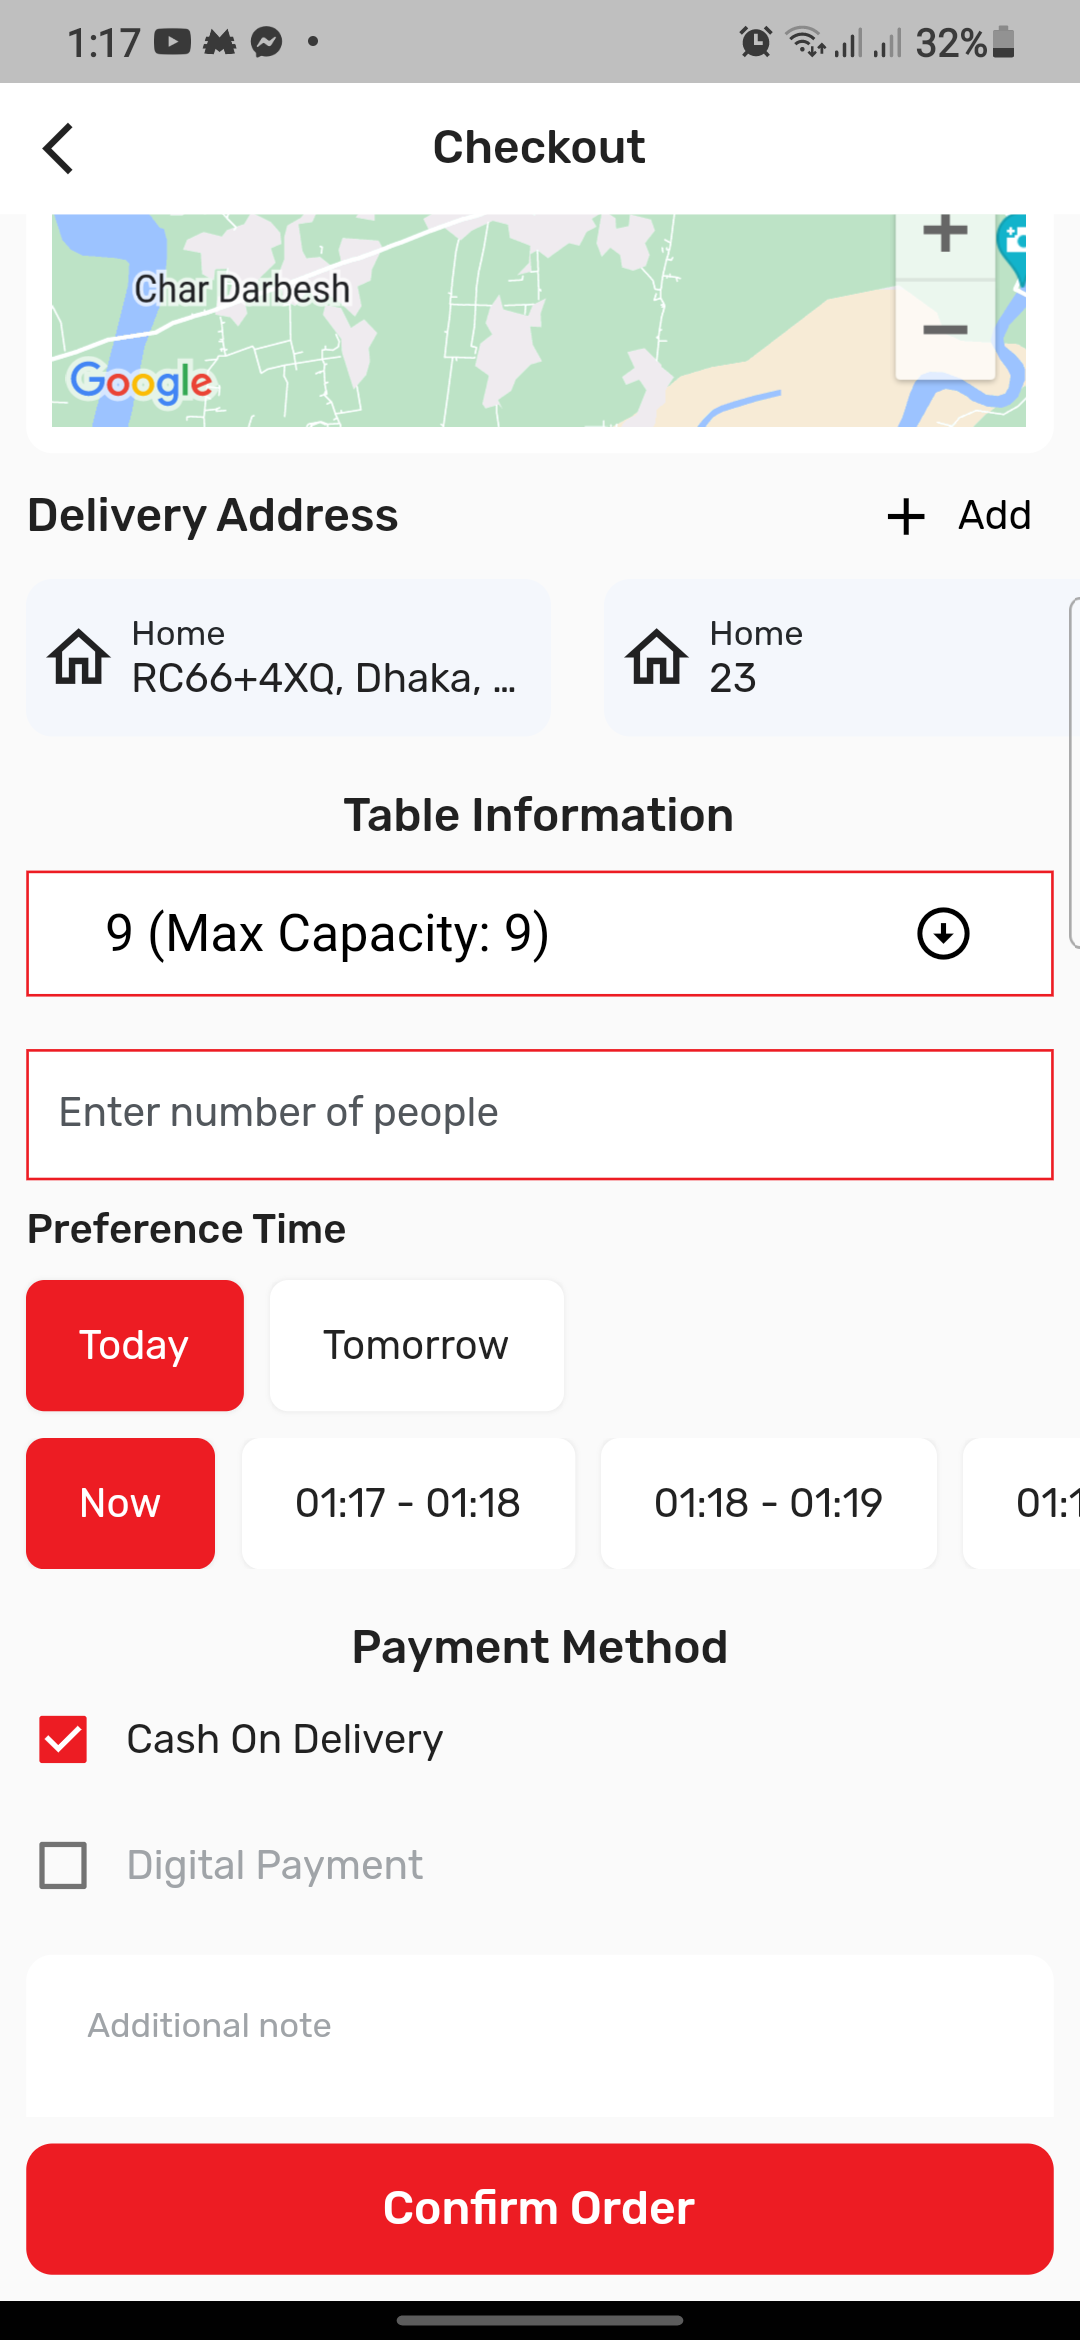 1:17
32%
Checkout
Char Darbesh
Google
Delivery Address
Add
Home
RC66+4XQ, Dhaka, ...
Home
23
Table Information
9 (Max Capacity: 9)
Enter number of people
Preference Time
Today
Tomorrow
Now
01:17 - 01:18
01:18 - 01:19
01:1
Payment Method
Cash On Delivery
Digital Payment
Additional note
Confirm Order